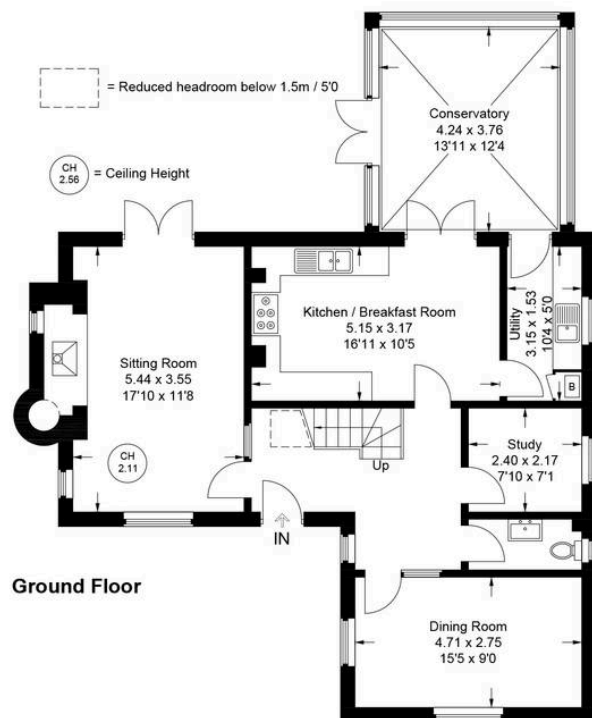 = Reduced headroom below 1.5m / 5'0
CH
2.56
= Ceiling Height
Conservatory
4.24 x 3.76
13'11 x 12'4
Kitchen / Breakfast Room
5.15 x 3.17
16'11 x 10'5
Utility
3.15 x 1.53
10'4 x 5'0
B
Sitting Room
5.44 x 3.55
17'10 x 11'8
CH
2.11
Up
Study
2.40 x 2.17
7'10 x 7'1
IN
Ground Floor
Dining Room
4.71 x 2.75
15'5 x 9'0